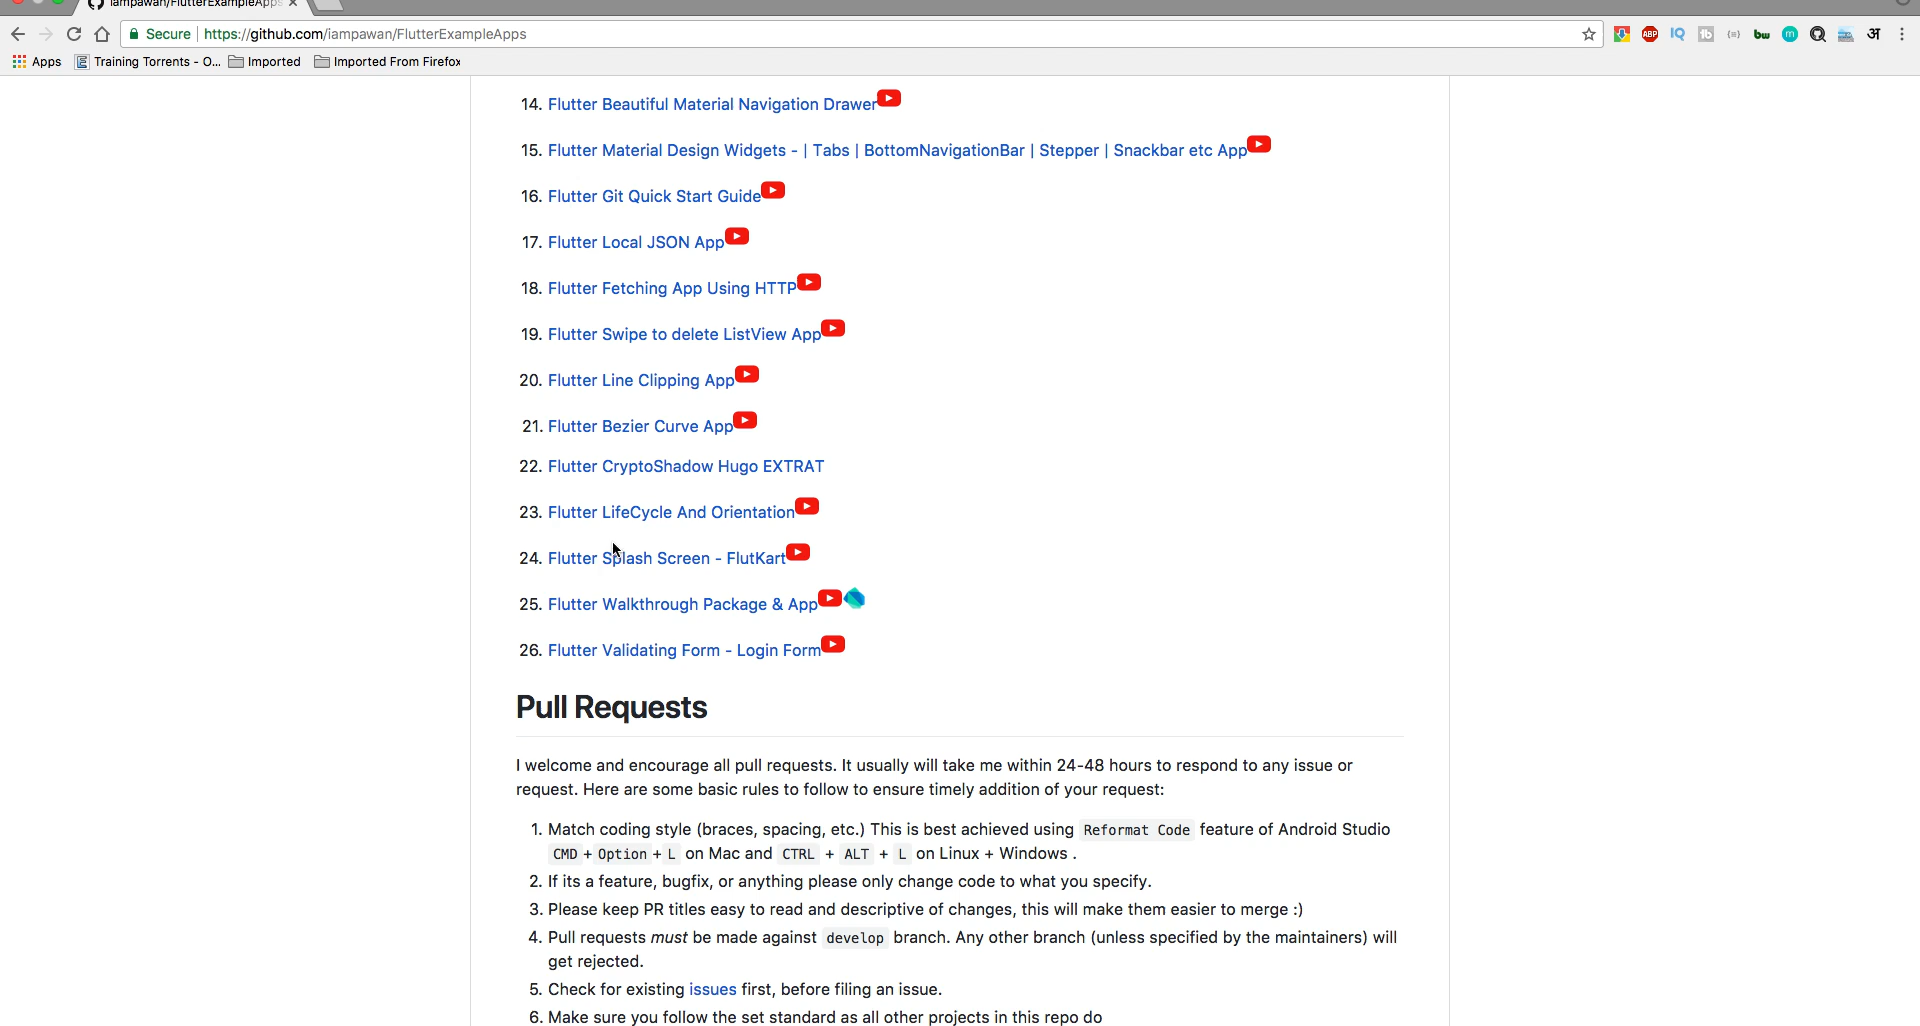 iampawan/FlutterExampleApps
Secure https://github.com/iampawan/FlutterExampleApps
ABP IQ tb {=} bw m अ
Apps Training Torrents - O... Imported Imported From Firefox
14. Flutter Beautiful Material Navigation Drawer
15. Flutter Material Design Widgets - | Tabs | BottomNavigationBar | Stepper | Snackbar etc App
16. Flutter Git Quick Start Guide
17. Flutter Local JSON App
18. Flutter Fetching App Using HTTP
19. Flutter Swipe to delete ListView App
20. Flutter Line Clipping App
21. Flutter Bezier Curve App
22. Flutter CryptoShadow Hugo EXTRAT
23. Flutter LifeCycle And Orientation
24. Flutter Splash Screen - FlutKart
25. Flutter Walkthrough Package & App
26. Flutter Validating Form - Login Form
Pull Requests
I welcome and encourage all pull requests. It usually will take me within 24-48 hours to respond to any issue or
request. Here are some basic rules to follow to ensure timely addition of your request:
1. Match coding style (braces, spacing, etc.) This is best achieved using Reformat Code feature of Android Studio
CMD + Option + L on Mac and CTRL + ALT + L on Linux + Windows .
2. If its a feature, bugfix, or anything please only change code to what you specify.
3. Please keep PR titles easy to read and descriptive of changes, this will make them easier to merge :)
4. Pull requests must be made against develop branch. Any other branch (unless specified by the maintainers) will
get rejected.
5. Check for existing issues first, before filing an issue.
6. Make sure you follow the set standard as all other projects in this repo do